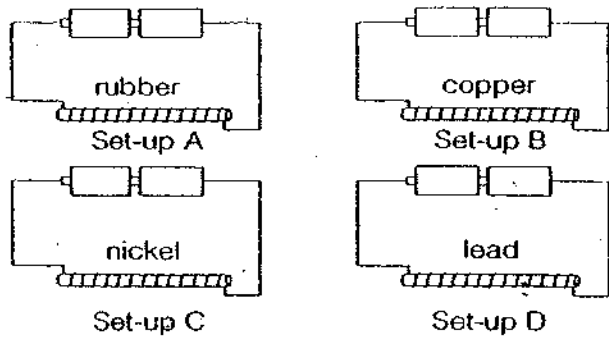 rubber
Set-up A
copper
Set-up B
nickel
Set-up C
lead
Set-up D